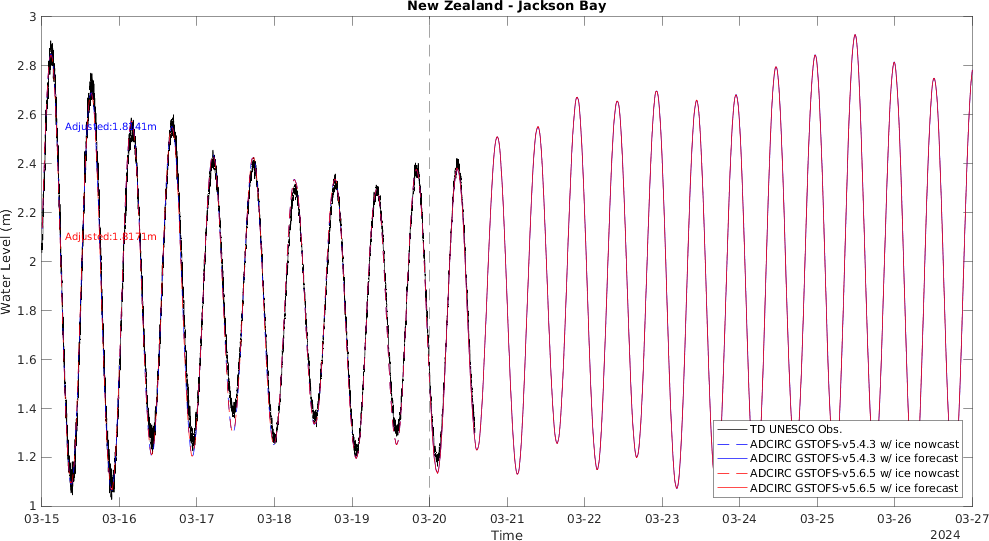 New Zealand - Jackson Bay
3
2.8
2.6
2.4
2.2
2
1.8
1.6
1.4
1.2
1
Water Level (m)
Adjusted:1.8241m
Adjusted:1.8171m
TD UNESCO Obs.
ADCIRC GSTOFS-v5.4.3 w/ ice nowcast
ADCIRC GSTOFS-v5.4.3 w/ ice forecast
ADCIRC GSTOFS-v5.6.5 w/ ice nowcast
ADCIRC GSTOFS-v5.6.5 w/ ice forecast
03-15 03-16 03-17 03-18 03-19 03-20 03-21 03-22 03-23 03-24 03-25 03-26 03-27
Time
2024